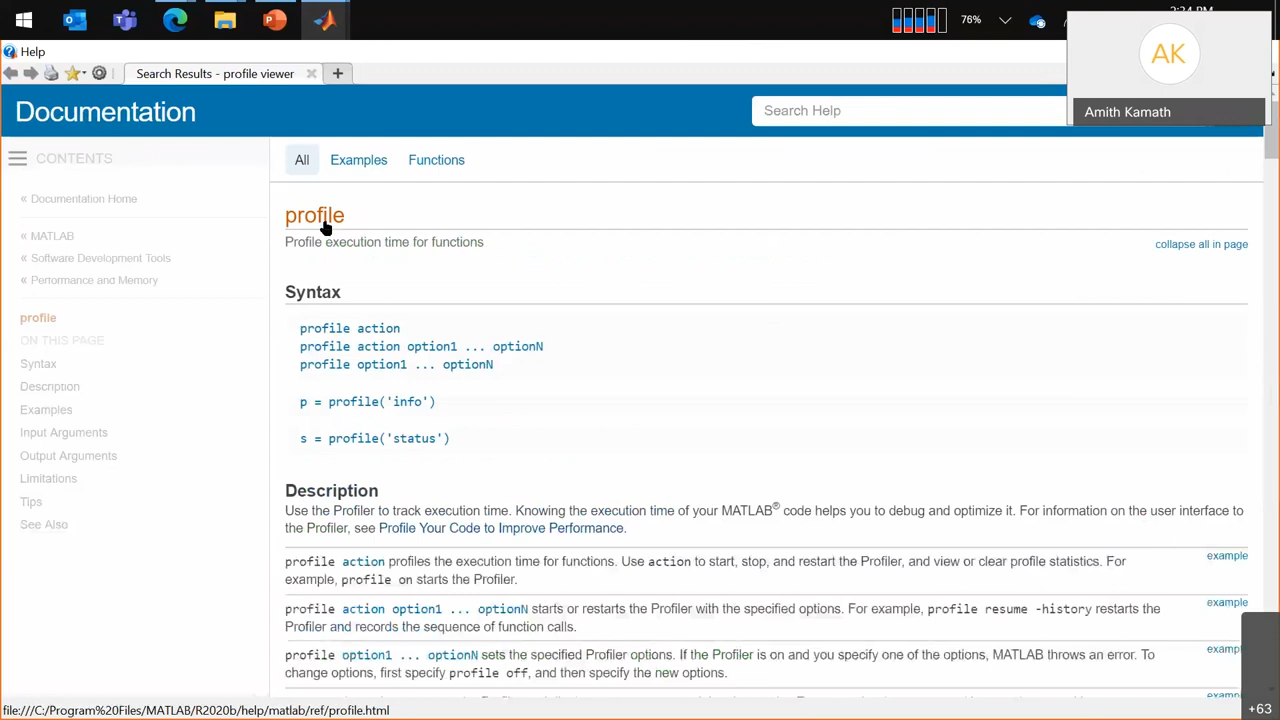 76%
Help
Search Results - profile viewer
AK
Amith Kamath
Documentation
Search Help
CONTENTS
« Documentation Home
« MATLAB
« Software Development Tools
« Performance and Memory
profile
ON THIS PAGE
Syntax
Description
Examples
Input Arguments
Output Arguments
Limitations
Tips
See Also
All
Examples
Functions
profile
Profile execution time for functions
collapse all in page
Syntax
profile action
profile action option1 ... optionN
profile option1 ... optionN
p = profile('info')
s = profile('status')
Description
Use the Profiler to track execution time. Knowing the execution time of your MATLAB® code helps you to debug and optimize it. For information on the user interface to
the Profiler, see Profile Your Code to Improve Performance.
profile action profiles the execution time for functions. Use action to start, stop, and restart the Profiler, and view or clear profile statistics. For
example, profile on starts the Profiler.
example
profile action option1 ... optionN starts or restarts the Profiler with the specified options. For example, profile resume -history restarts the
Profiler and records the sequence of function calls.
example
profile option1 ... optionN sets the specified Profiler options. If the Profiler is on and you specify one of the options, MATLAB throws an error. To
change options, first specify profile off, and then specify the new options.
example
file:///C:/Program%20Files/MATLAB/R2020b/help/matlab/ref/profile.html
+63